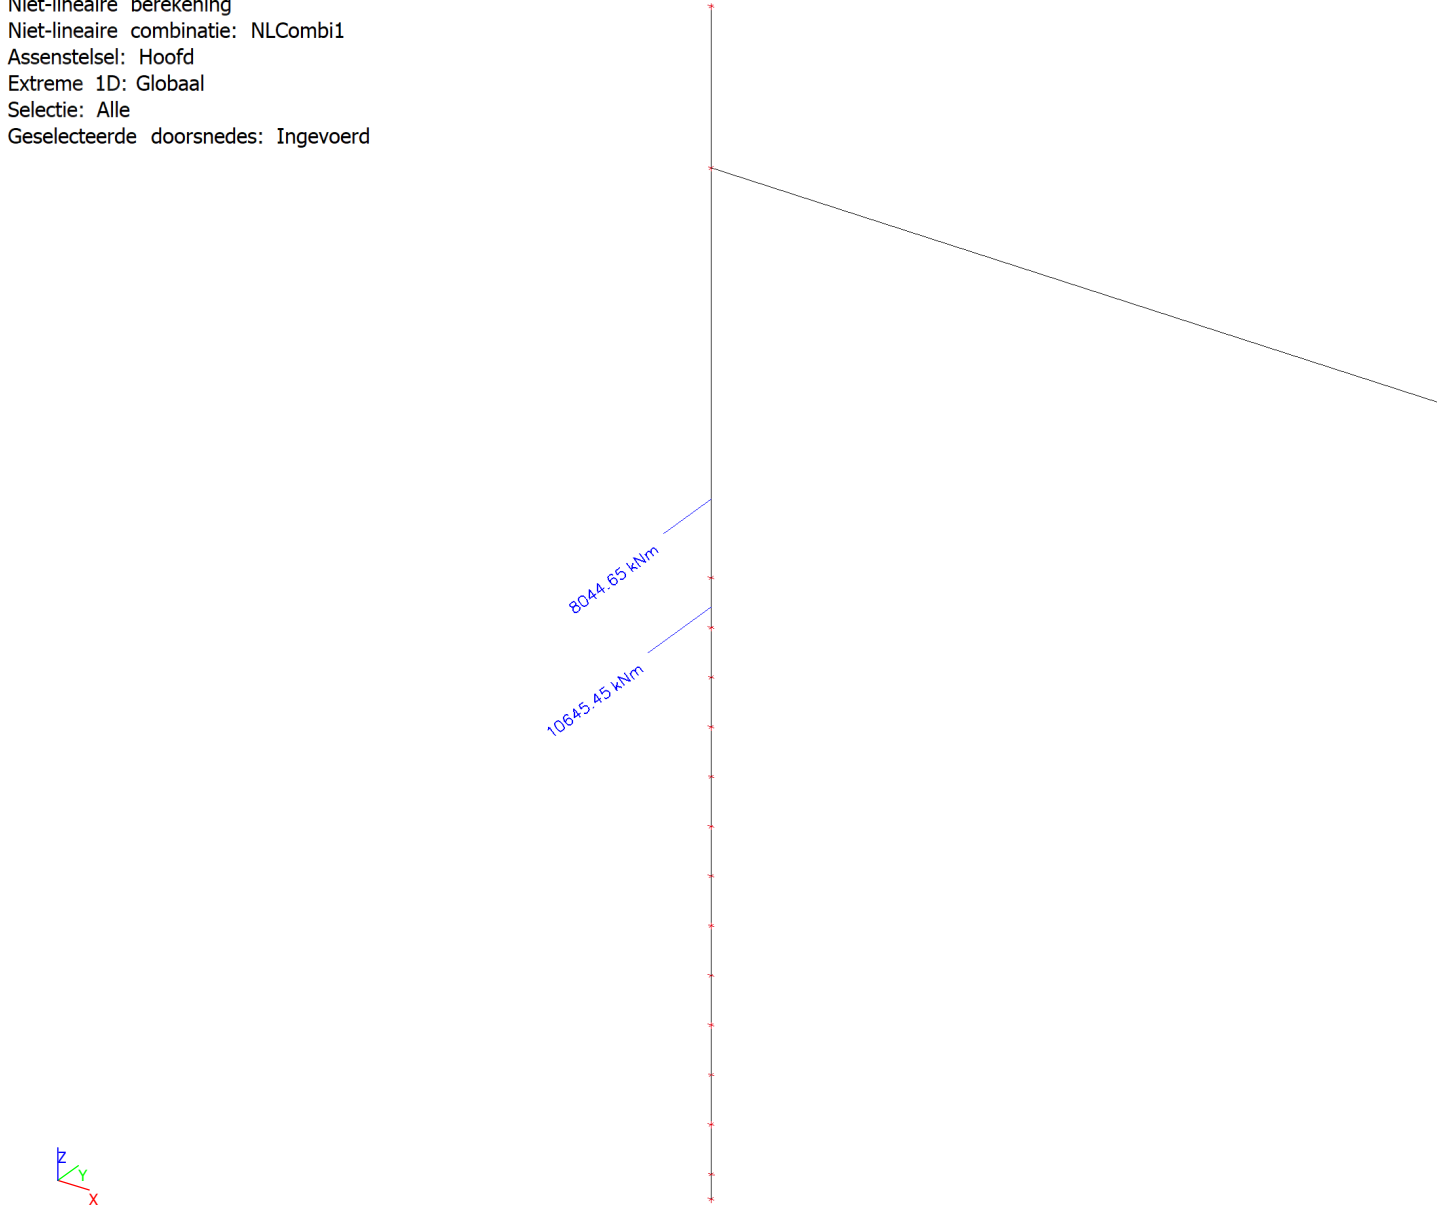 Niet-lineaire berekening
Niet-lineaire combinatie: NLCombi1
Assenstelsel: Hoofd
Extreme 1D: Globaal
Selectie: Alle
Geselecteerde doorsnedes: Ingevoerd
8044.65 kNm
10645.45 kNm
Z
Y
X